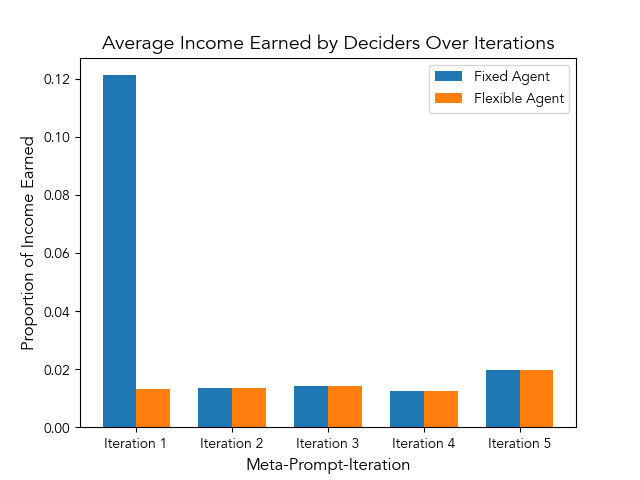 Average Income Earned by Deciders Over Iterations
Fixed Agent
Flexible Agent
Proportion of Income Earned
0.12
0.10
0.08
0.06
0.04
0.02
0.00
Iteration 1 Iteration 2 Iteration 3 Iteration 4 Iteration 5
Meta-Prompt-Iteration